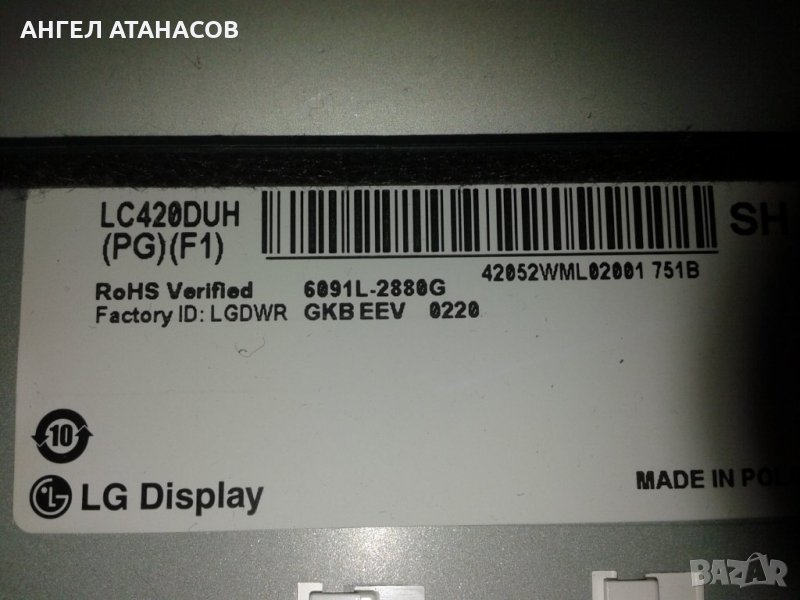 АНГЕЛ АТАНАСОВ
LC420DUH
(PG)(F1)
SH
42052WML02001 751B
RoHS Verified 6091L-2880G
Factory ID: LGDWR GKB EEV 0220
10
LG Display
MADE IN
BAZAR